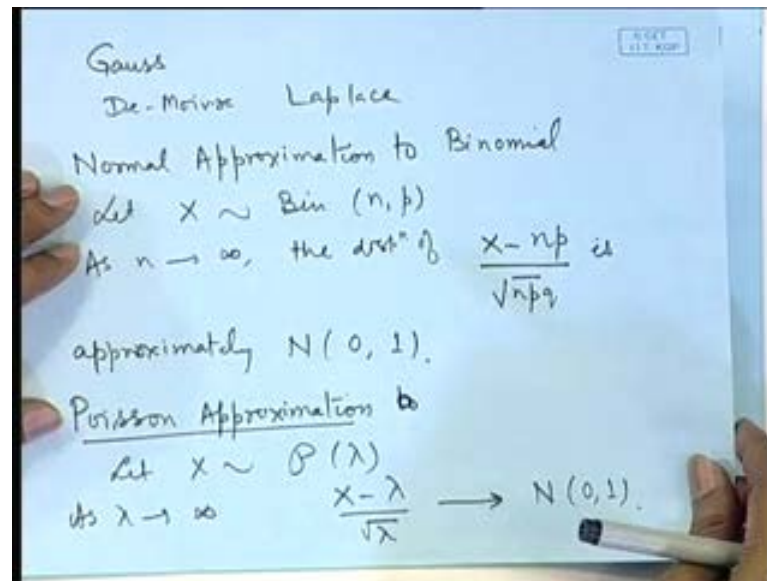 Gauss
De-Moivre Laplace
Normal Approximation to Binomial
Let X ~ Bin (n, p)
As n → ∞, the distⁿ of (X - np)/√npq is
approximately N(0, 1).
Poisson Approximation to
Let X ~ P(λ)
As λ → ∞ (X - λ)/√λ → N(0,1).